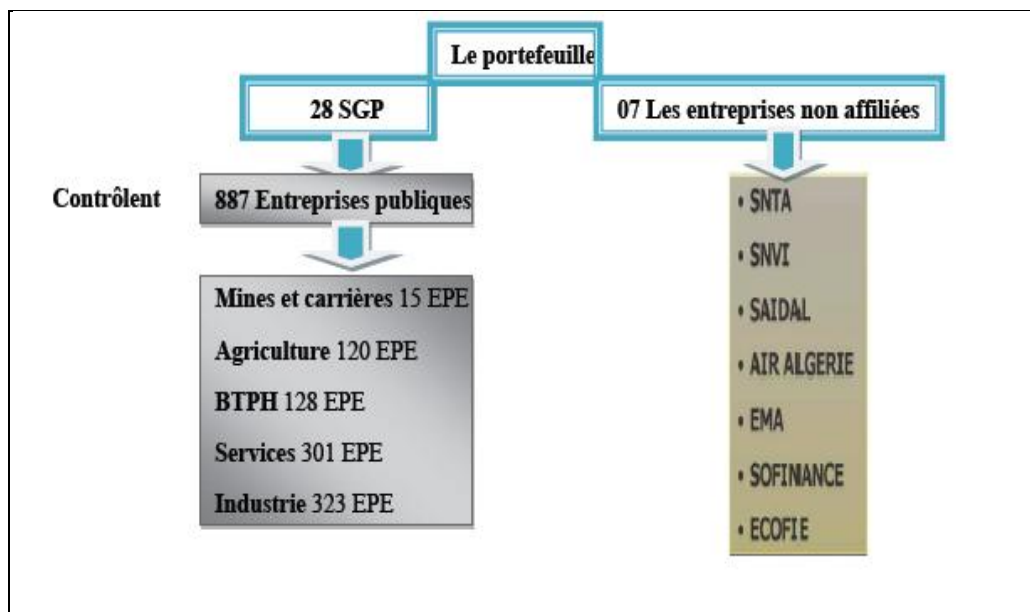 Le portefeuille
28 SGP
07 Les entreprises non affiliées
Contrôlent
887 Entreprises publiques
Mines et carrières 15 EPE
Agriculture 120 EPE
BTPH 128 EPE
Services 301 EPE
Industrie 323 EPE
• SNTA
• SNVI
• SAIDAL
• AIR ALGERIE
• EMA
• SOFINANCE
• ECOFIE